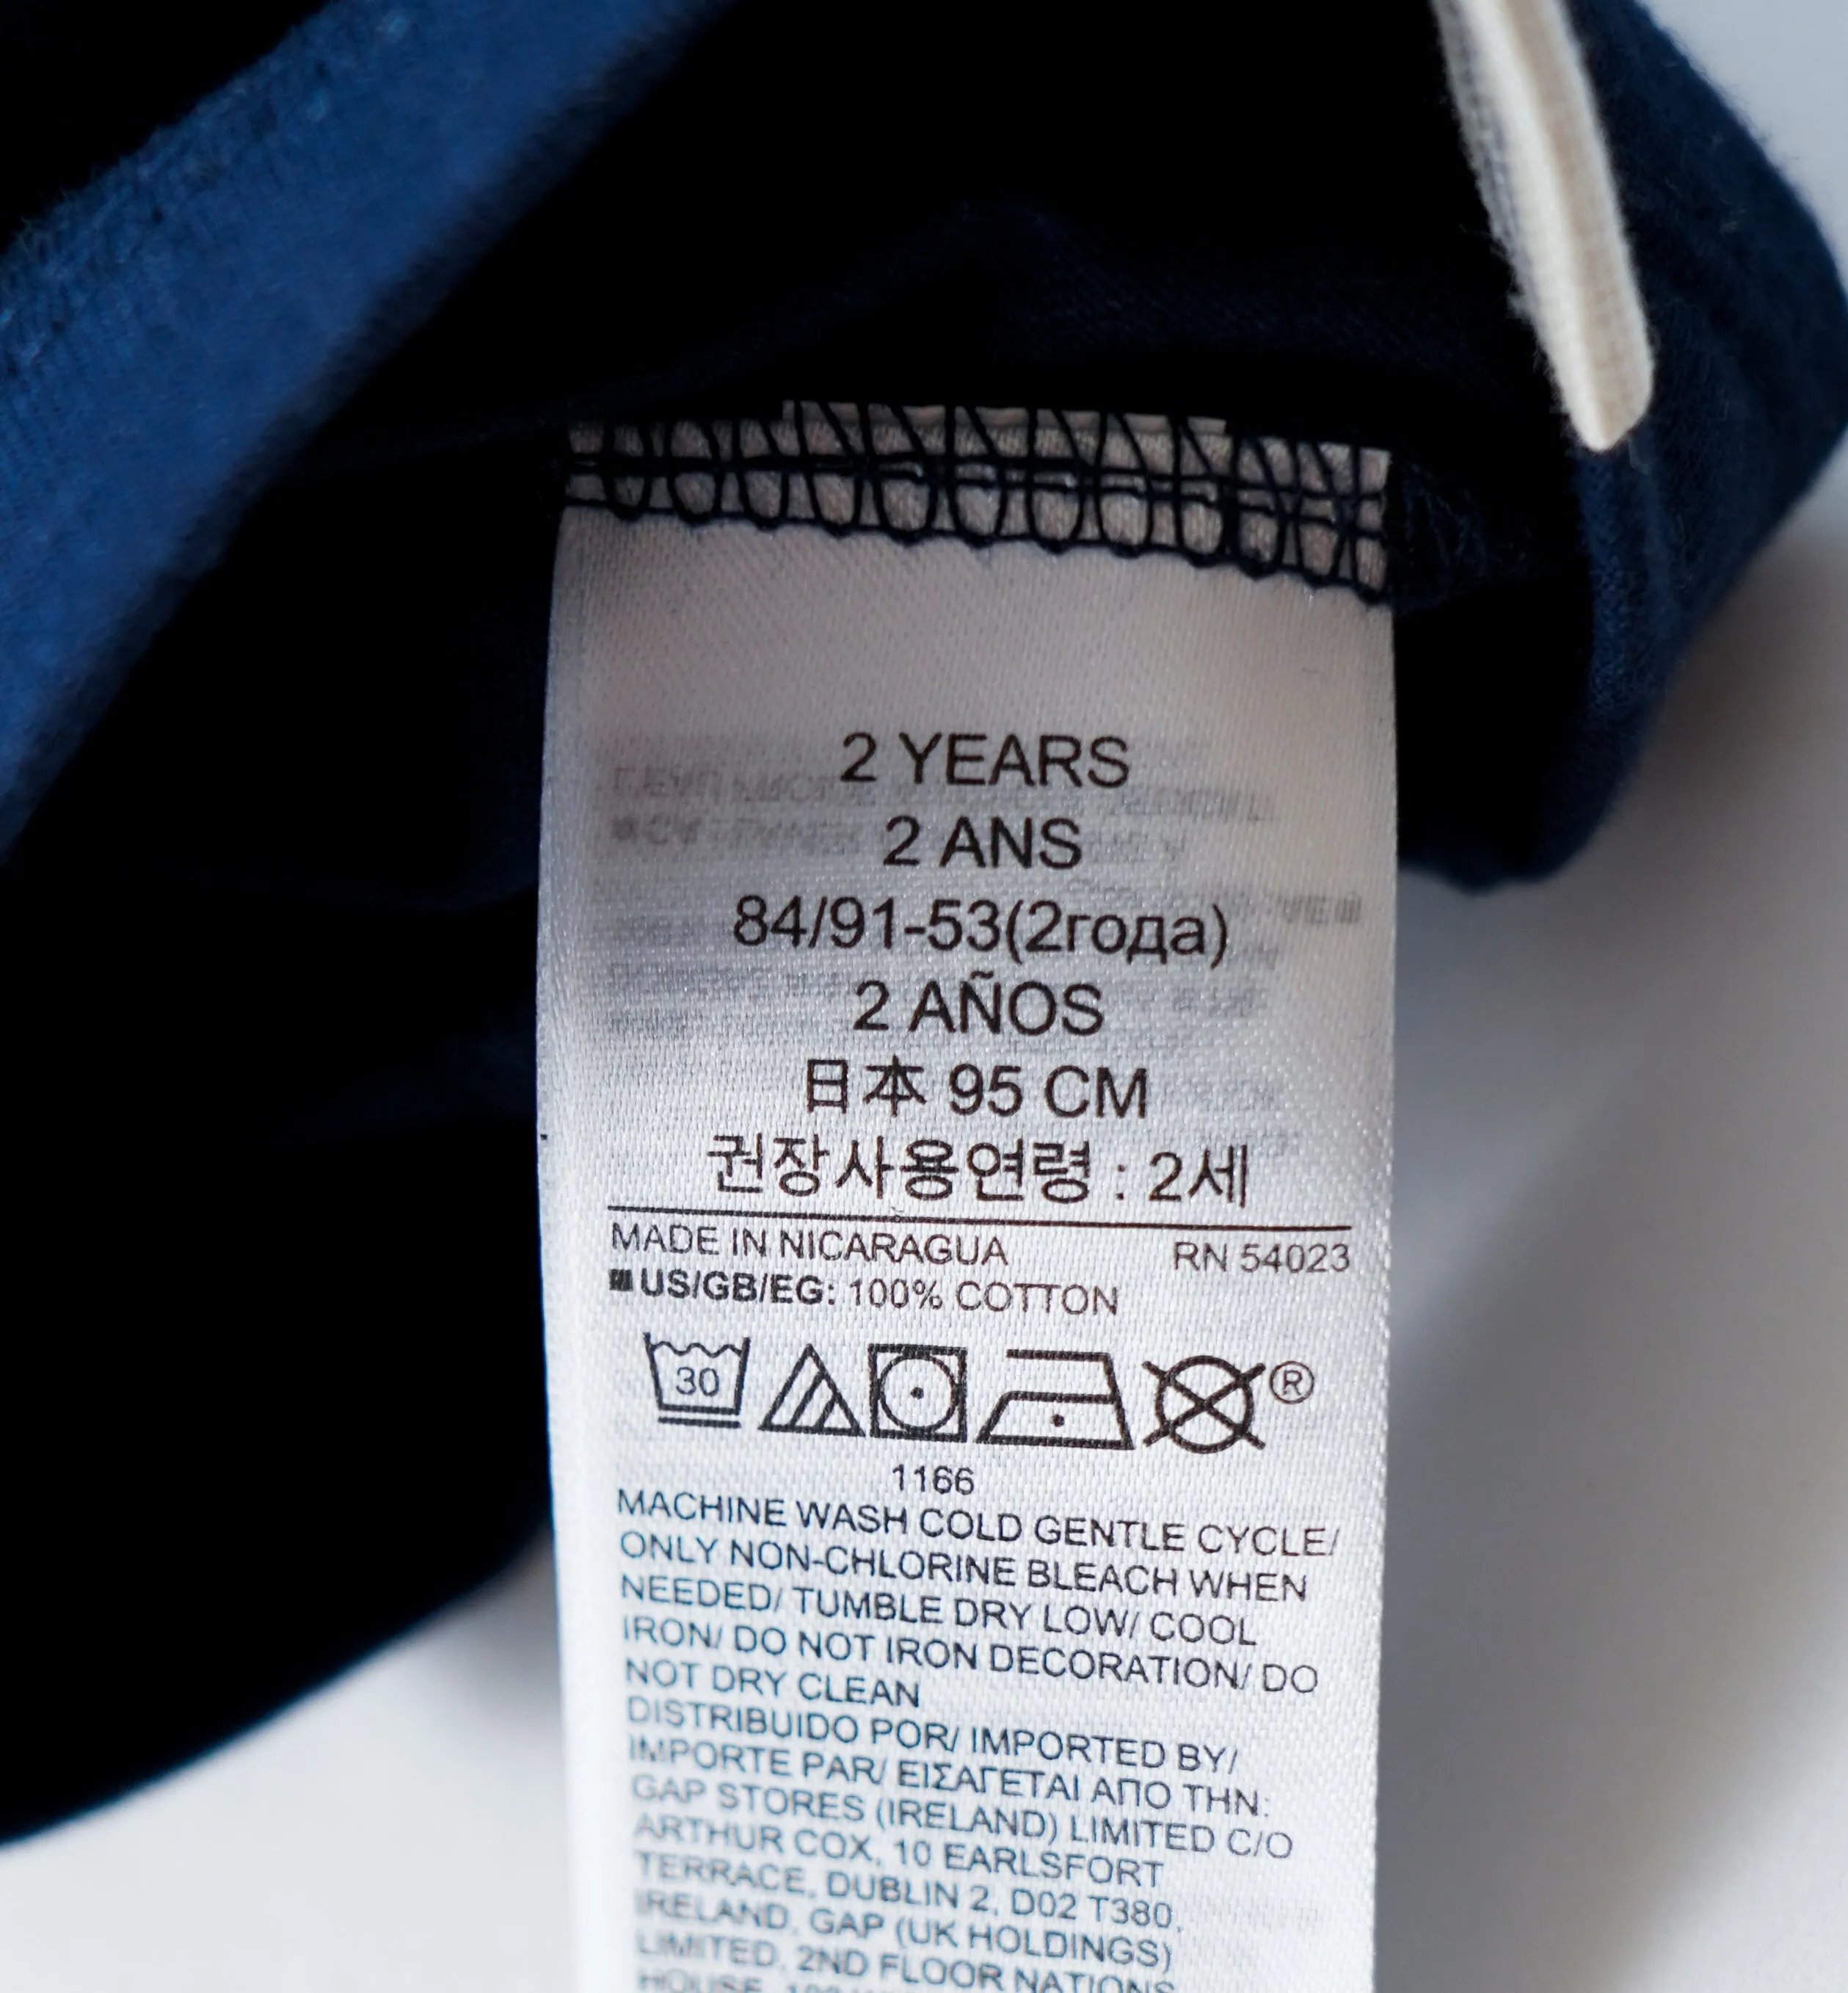 2 YEARS
2 ANS
84/91-53(2года)
2 AÑOS
日本 95 CM
권장사용연령 : 2세
MADE IN NICARAGUA RN 54023
US/GB/EG: 100% COTTON
30 ®
1166
MACHINE WASH COLD GENTLE CYCLE/
ONLY NON-CHLORINE BLEACH WHEN
NEEDED/ TUMBLE DRY LOW/ COOL
IRON/ DO NOT IRON DECORATION/ DO
NOT DRY CLEAN
DISTRIBUIDO POR/ IMPORTED BY/
IMPORTE PAR/ ΕΙΣΑΓΕΤΑΙ ΑΠΟ ΤΗΝ:
GAP STORES (IRELAND) LIMITED C/O
ARTHUR COX, 10 EARLSFORT
TERRACE, DUBLIN 2, D02 T380,
IRELAND, GAP (UK HOLDINGS)
LIMITED, 2ND FLOOR NATIONS
HOUSE,